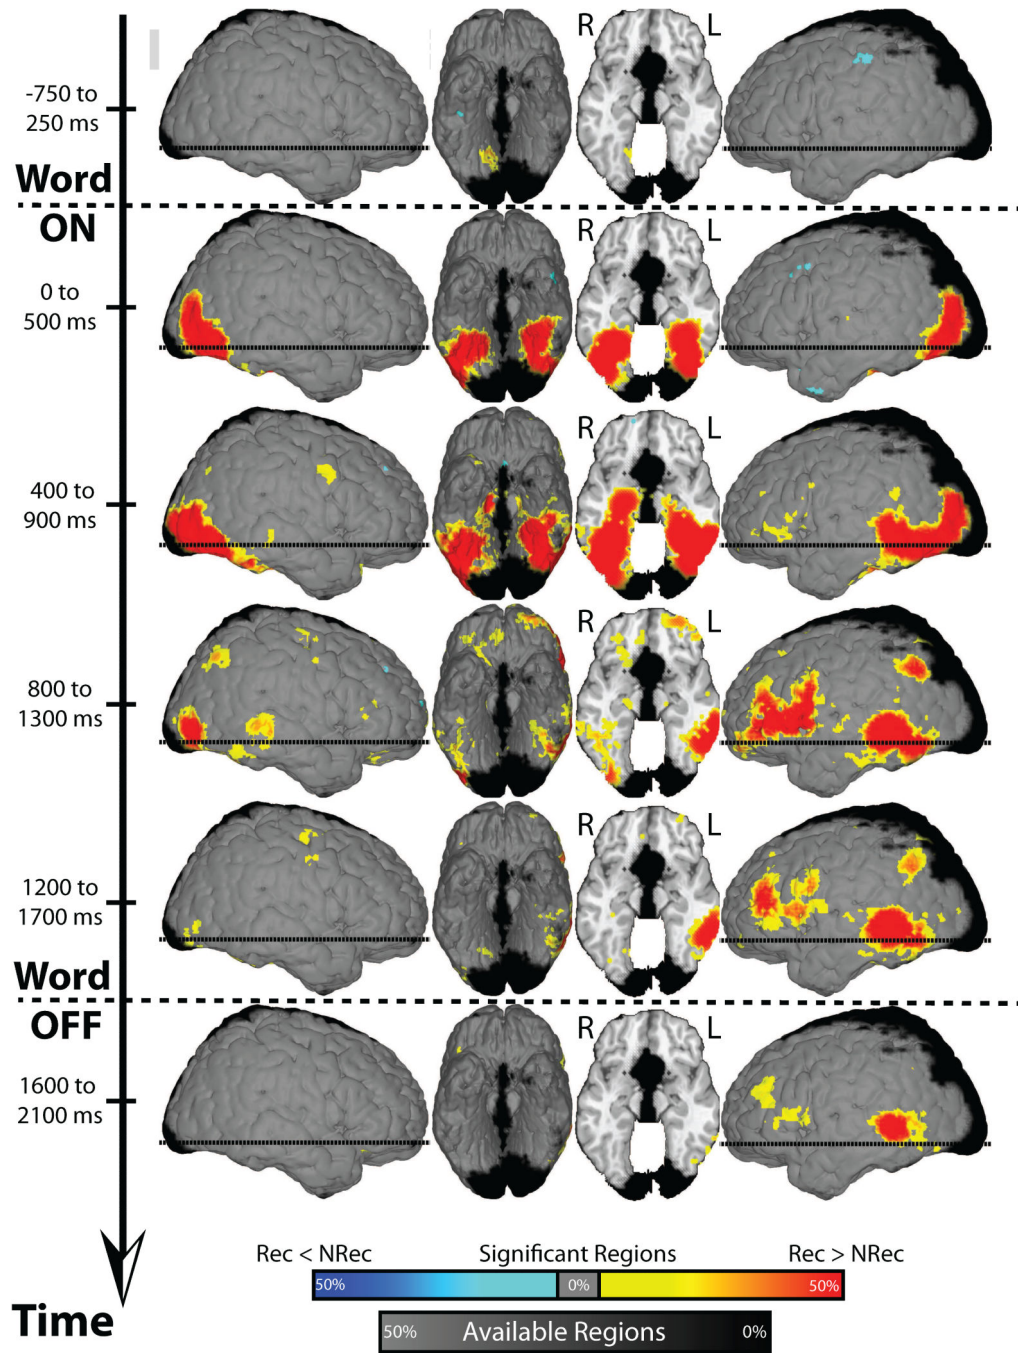 R L
-750 to
250 ms
Word
ON
R L
0 to
500 ms
R L
400 to
900 ms
R L
800 to
1300 ms
R L
1200 to
1700 ms
Word
OFF
R L
1600 to
2100 ms
Rec < NRec Significant Regions Rec > NRec
50% 0% 50%
50% Available Regions 0%
Time